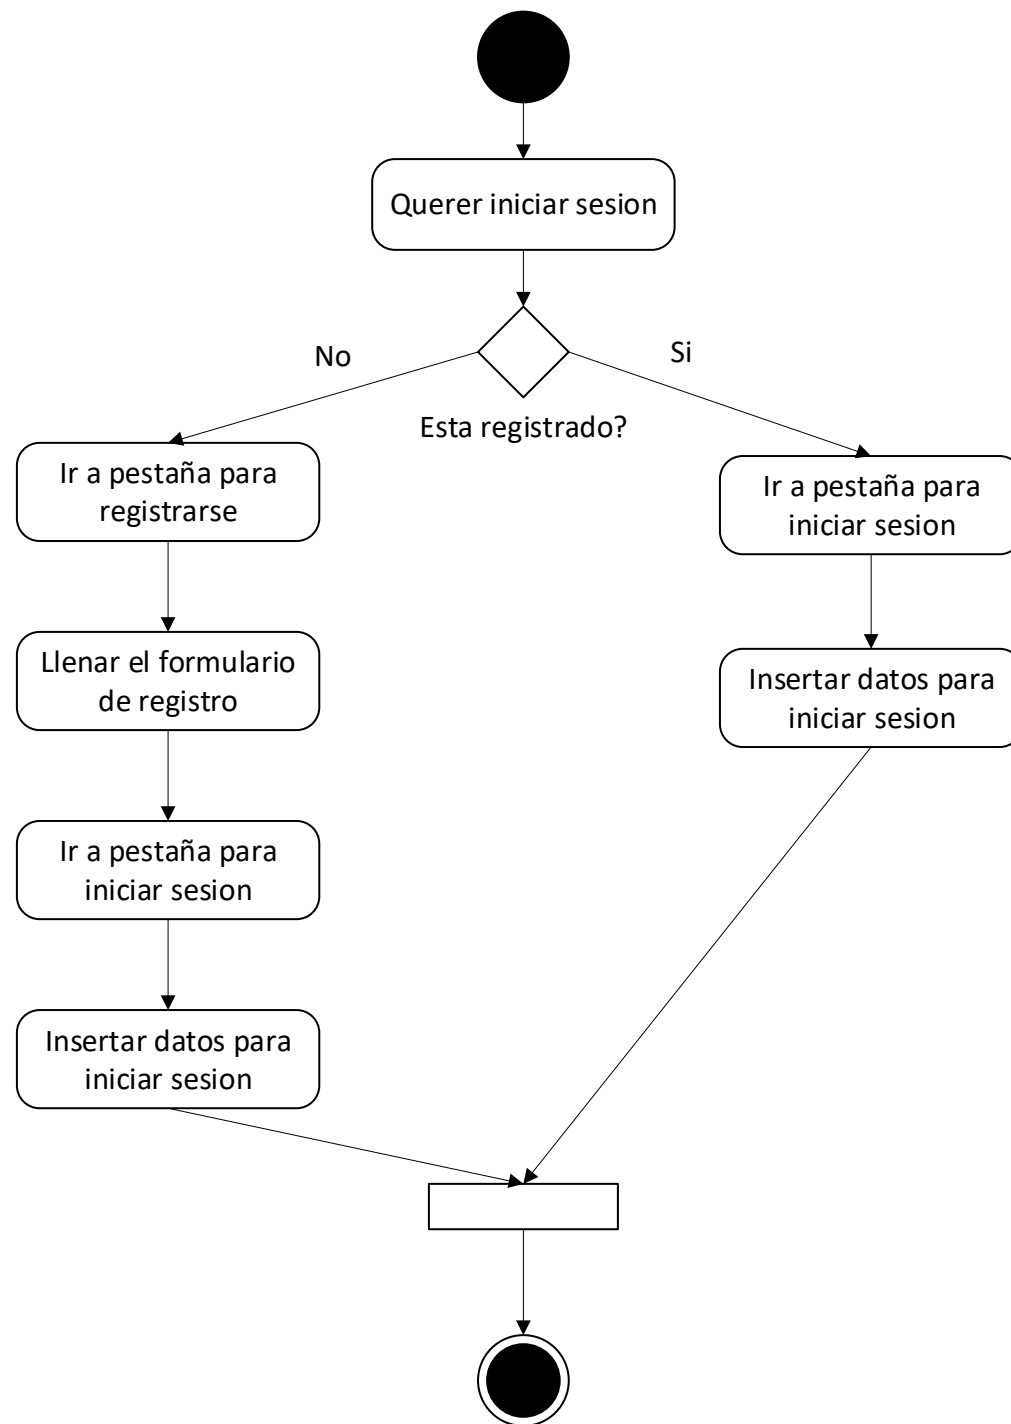 Querer iniciar sesion
No
Si
Esta registrado?
Ir a pestaña para
registrarse
Ir a pestaña para
iniciar sesion
Llenar el formulario
de registro
Insertar datos para
iniciar sesion
Ir a pestaña para
iniciar sesion
Insertar datos para
iniciar sesion